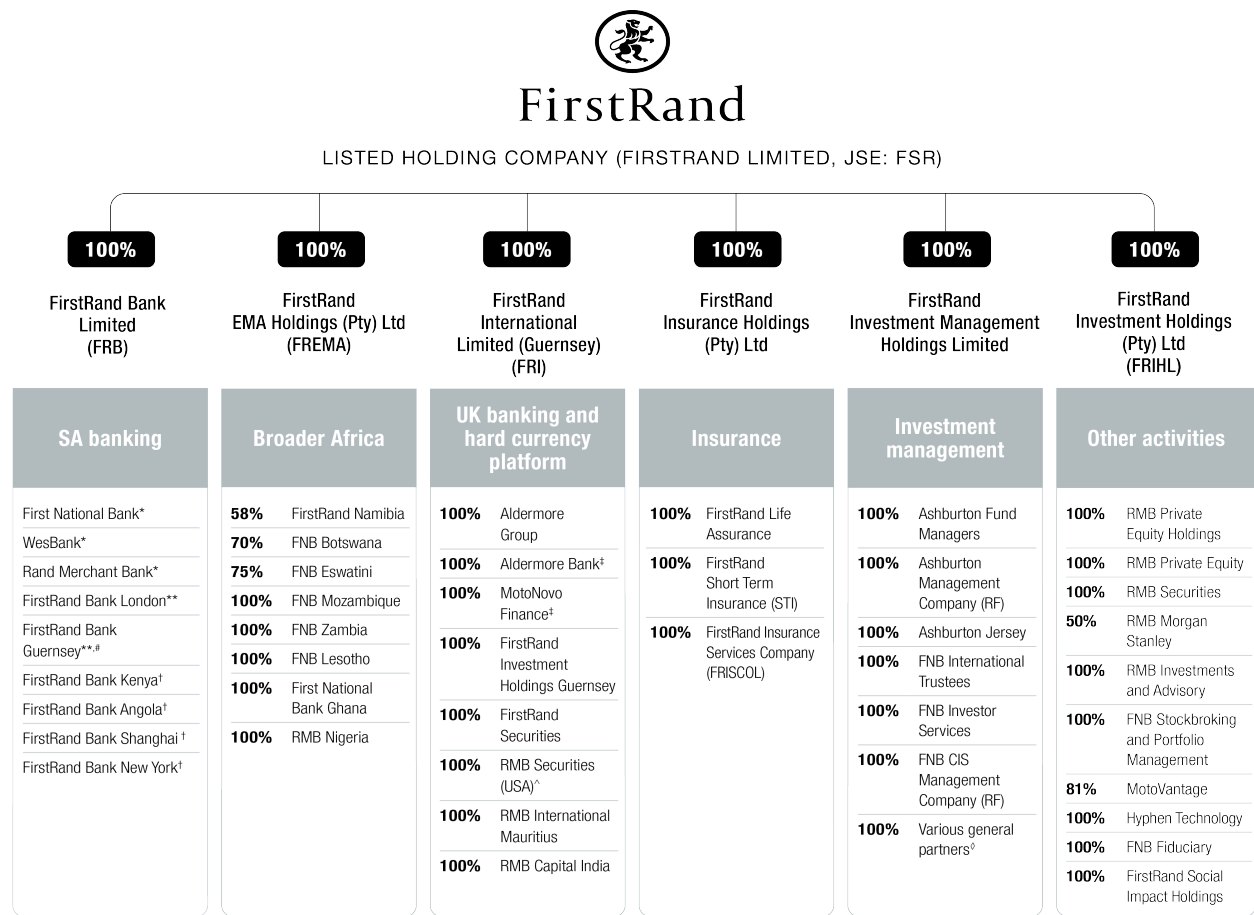 FirstRand
LISTED HOLDING COMPANY (FIRSTRAND LIMITED, JSE: FSR)
100%
FirstRand Bank
Limited
(FRB)
SA banking
First National Bank*
WesBank*
Rand Merchant Bank*
FirstRand Bank London**
FirstRand Bank
Guernsey**,#
FirstRand Bank Kenya†
FirstRand Bank Angola†
FirstRand Bank Shanghai †
FirstRand Bank New York†
100%
FirstRand
EMA Holdings (Pty) Ltd
(FREMA)
Broader Africa
58% FirstRand Namibia
70% FNB Botswana
75% FNB Eswatini
100% FNB Mozambique
100% FNB Zambia
100% FNB Lesotho
100% First National
Bank Ghana
100% RMB Nigeria
100%
FirstRand
International
Limited (Guernsey)
(FRI)
UK banking and
hard currency
platform
100% Aldermore
Group
100% Aldermore Bank‡
100% MotoNovo
Finance‡
100% FirstRand
Investment
Holdings Guernsey
100% FirstRand
Securities
100% RMB Securities
(USA)^
100% RMB International
Mauritius
100% RMB Capital India
100%
FirstRand
Insurance Holdings
(Pty) Ltd
Insurance
100% FirstRand Life
Assurance
100% FirstRand
Short Term
Insurance (STI)
100% FirstRand Insurance
Services Company
(FRISCOL)
100%
FirstRand
Investment Management
Holdings Limited
Investment
management
100% Ashburton Fund
Managers
100% Ashburton
Management
Company (RF)
100% Ashburton Jersey
100% FNB International
Trustees
100% FNB Investor
Services
100% FNB CIS
Management
Company (RF)
100% Various general
partners◊
100%
FirstRand
Investment Holdings
(Pty) Ltd
(FRIHL)
Other activities
100% RMB Private
Equity Holdings
100% RMB Private Equity
100% RMB Securities
50% RMB Morgan
Stanley
100% RMB Investments
and Advisory
100% FNB Stockbroking
and Portfolio
Management
81% MotoVantage
100% Hyphen Technology
100% FNB Fiduciary
100% FirstRand Social
Impact Holdings